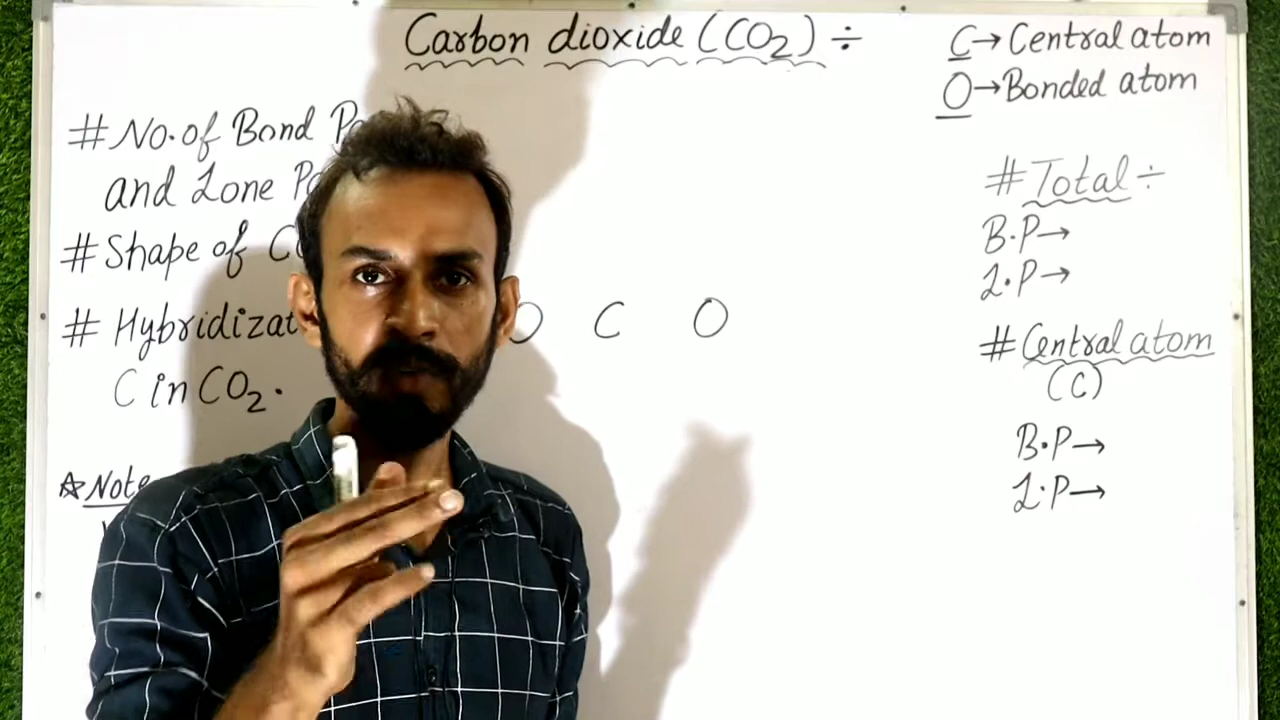 Carbon dioxide (CO₂) ÷
C→ Central atom
O→ Bonded atom
# No. of Bond
and Lone
# Shape of
# Hybridizat
C in CO₂.
☆ Note
O C O
# Total ÷
B.P→
L.P→
# Central atom
(C)
B.P→
L.P→